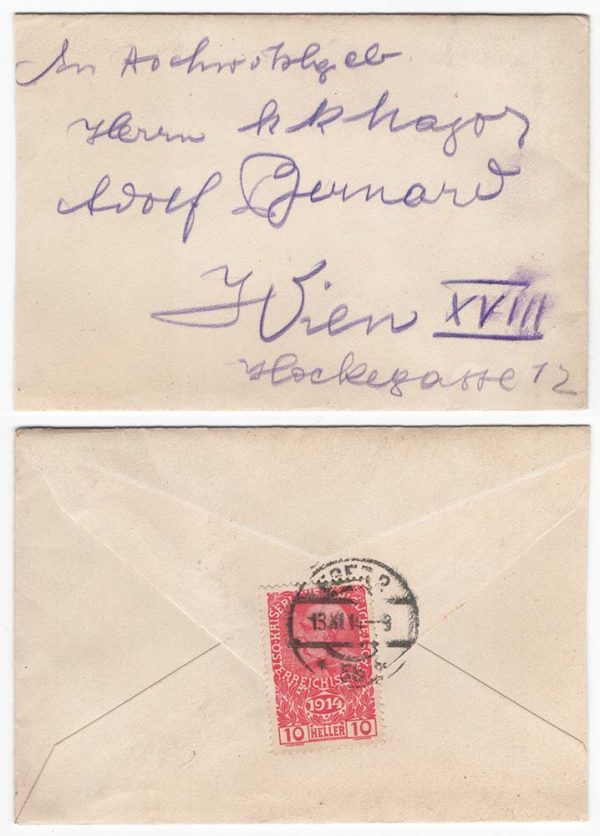 An Hochwohlgeb.
Herrn k k Major
Adolf Bernard
Wien XVIII
Hockegasse 12
1914
10 HELLER 10